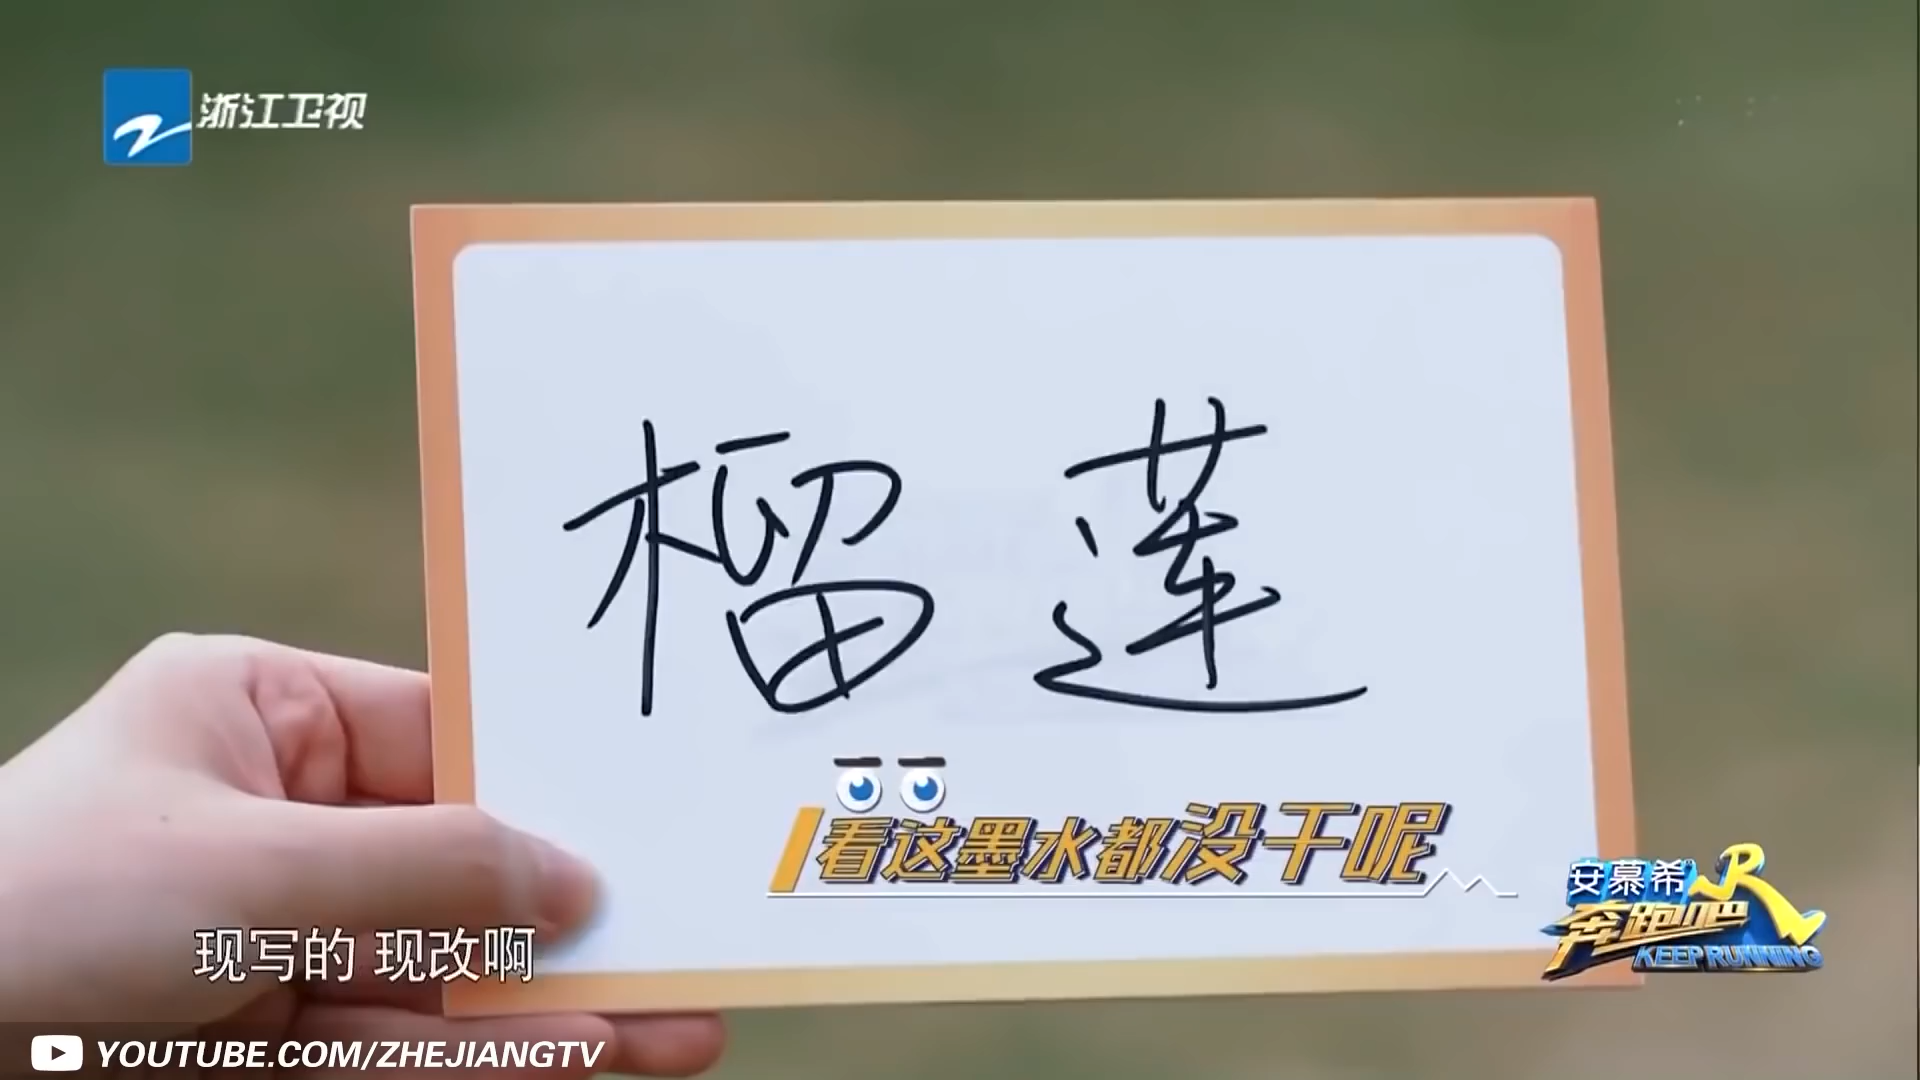 浙江卫视
榴莲
看这墨水都没干呢
安慕希
奔跑吧
KEEP RUNNING
现写的 现改啊
YOUTUBE.COM/ZHEJIANGTV